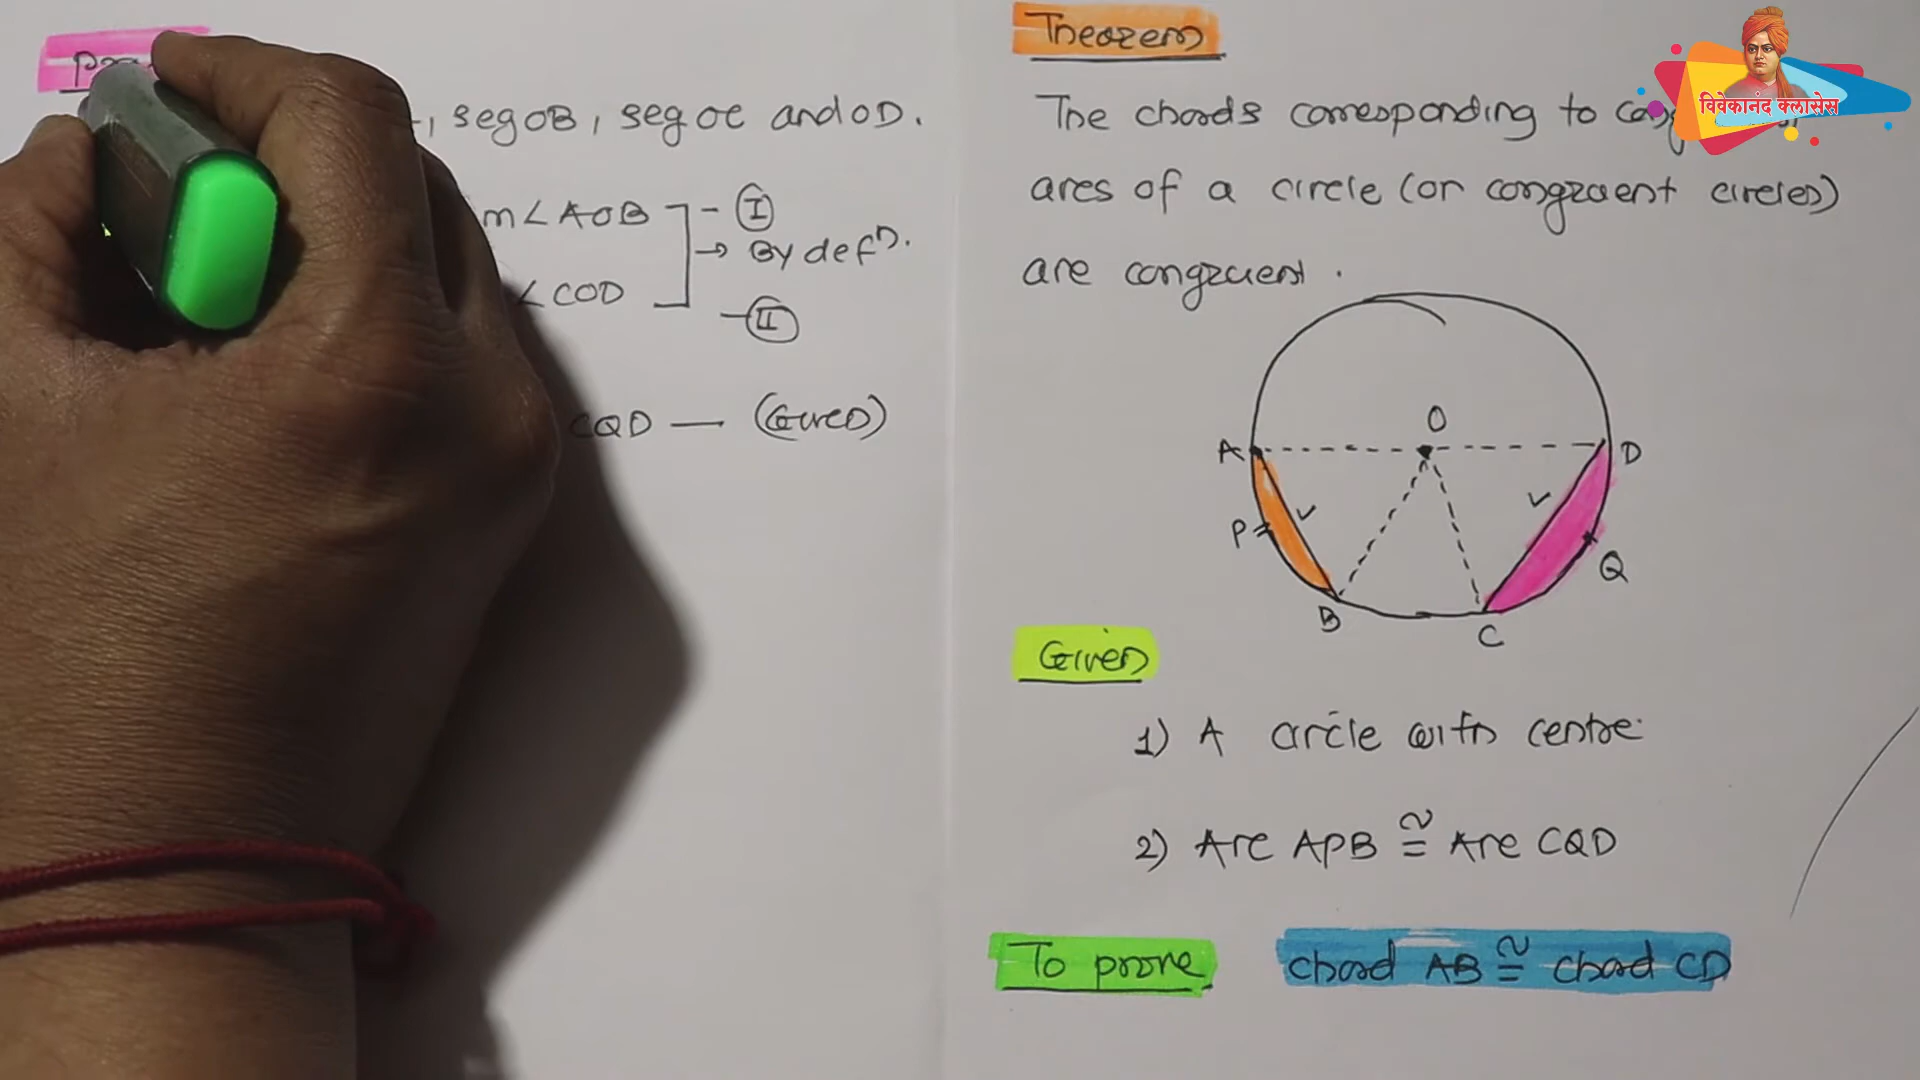 , seg OB, seg OC and OD.
m∠AOB ] - Ⓘ
→ By defⁿ.
∠COD
- Ⓘ Ⓘ
CQD — (Given)
Theorem
विवेकानंद क्लासेस
The chords corresponding to
arcs of a circle (or congruent circles)
are congruent.
O
A
D
P
Q
B
C
Given
1) A circle with centre.
2) Arc APB ≅ Arc CQD
To prove chord AB ≅ chord CD